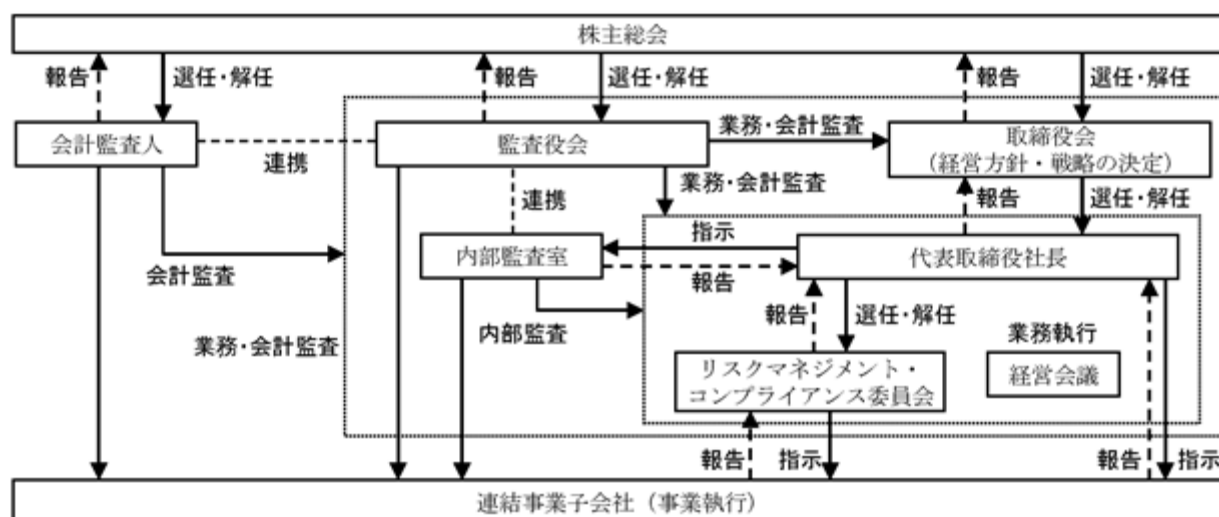 株主総会
報告
選任・解任
報告
選任・解任
報告
選任・解任
会計監査人
連携
監査役会
業務・会計監査
取締役会
（経営方針・戦略の決定）
業務・会計監査
連携
報告
選任・解任
会計監査
内部監査室
指示
報告
代表取締役社長
内部監査
業務・会計監査
報告
選任・解任
業務執行
リスクマネジメント・
コンプライアンス委員会
経営会議
報告
指示
報告
指示
連結事業子会社（事業執行）